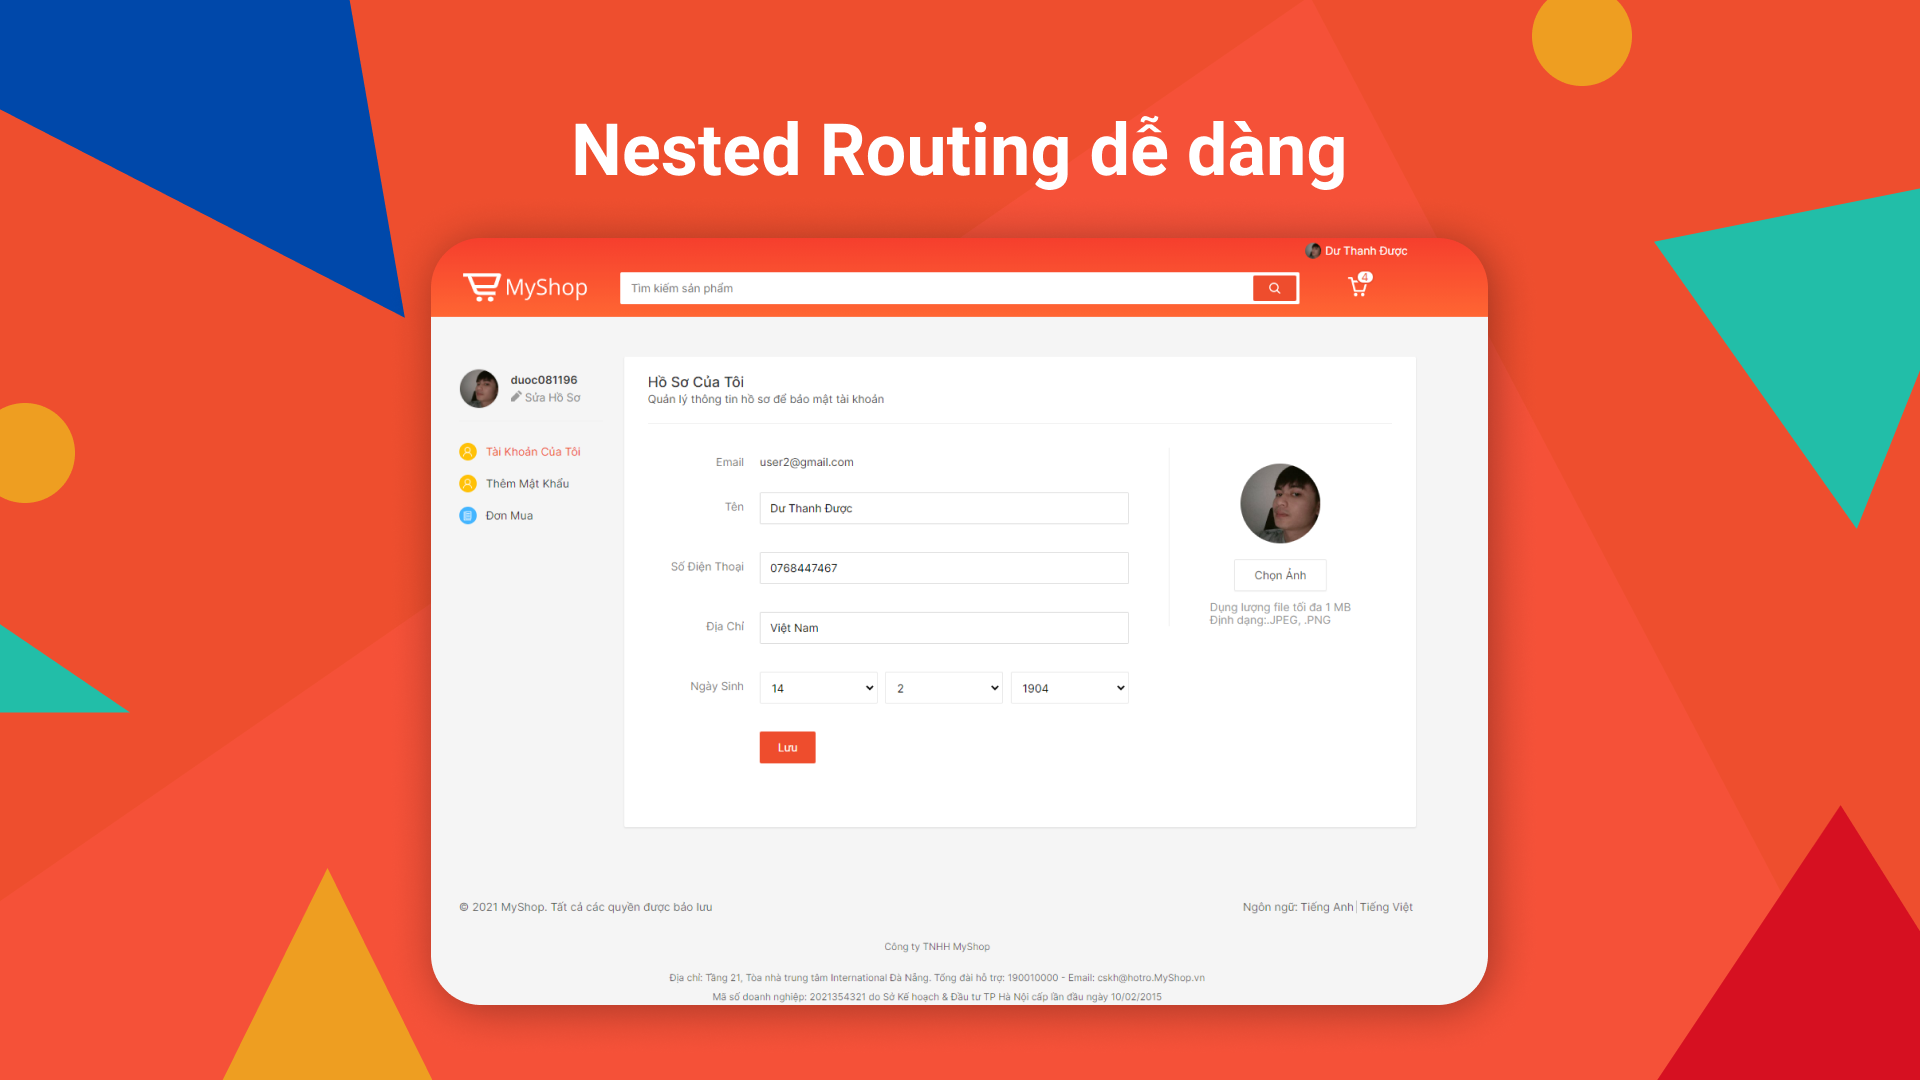 Nested Routing dễ dàng
Dư Thanh Được
MyShop
Tìm kiếm sản phẩm
4
duoc081196
Sửa Hồ Sơ
Tài Khoản Của Tôi
Thêm Mật Khẩu
Đơn Mua
Hồ Sơ Của Tôi
Quản lý thông tin hồ sơ để bảo mật tài khoản
Email user2@gmail.com
Tên Dư Thanh Được
Số Điện Thoại 0768447467
Địa Chỉ Việt Nam
Ngày Sinh 14 2 1904
Lưu
Chọn Ảnh
Dụng lượng file tối đa 1 MB
Định dạng:.JPEG, .PNG
© 2021 MyShop. Tất cả các quyền được bảo lưu
Ngôn ngữ: Tiếng Anh | Tiếng Việt
Công ty TNHH MyShop
Địa chỉ: Tầng 21, Tòa nhà trung tâm International Đà Nẵng. Tổng đài hỗ trợ: 190010000 - Email: cskh@hotro.MyShop.vn
Mã số doanh nghiệp: 2021354321 do Sở Kế hoạch & Đầu tư TP Hà Nội cấp lần đầu ngày 10/02/2015